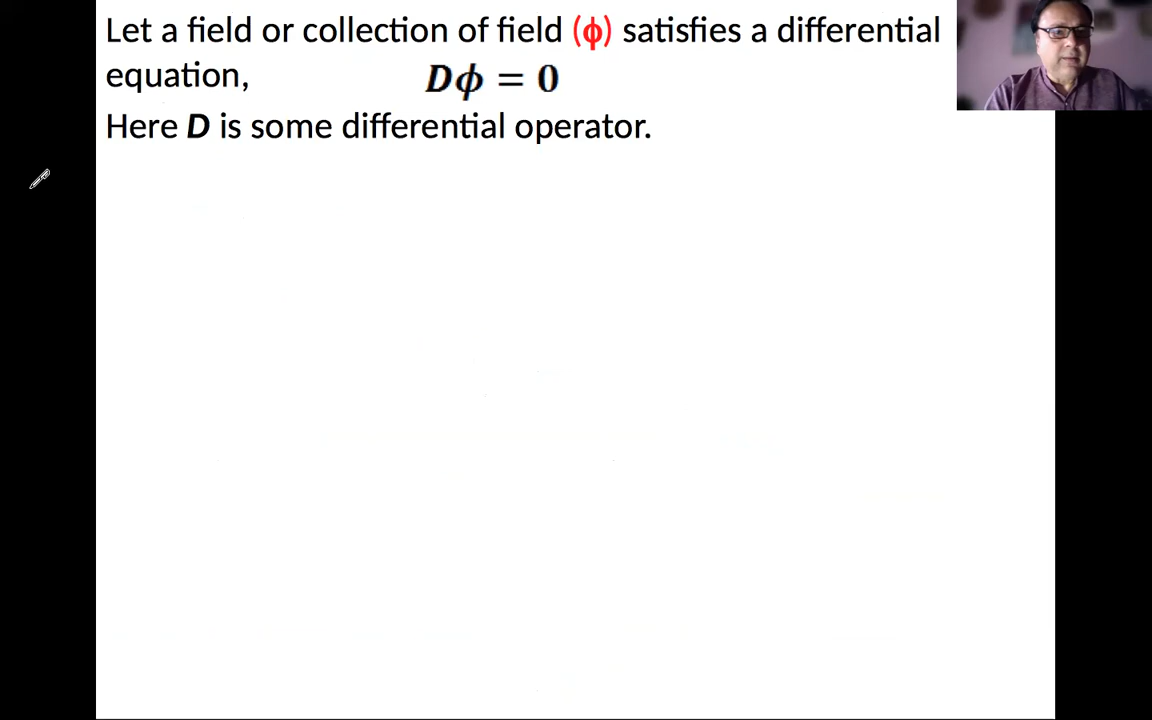 Let a field or collection of field (ϕ) satisfies a differential
equation, Dϕ = 0
Here D is some differential operator.